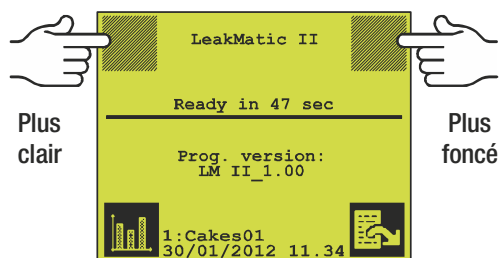 LeakMatic II
Ready in 47 sec
Plus
clair
Plus
foncé
Prog. version:
LM II_1.00
1:Cakes01
30/01/2012 11.34